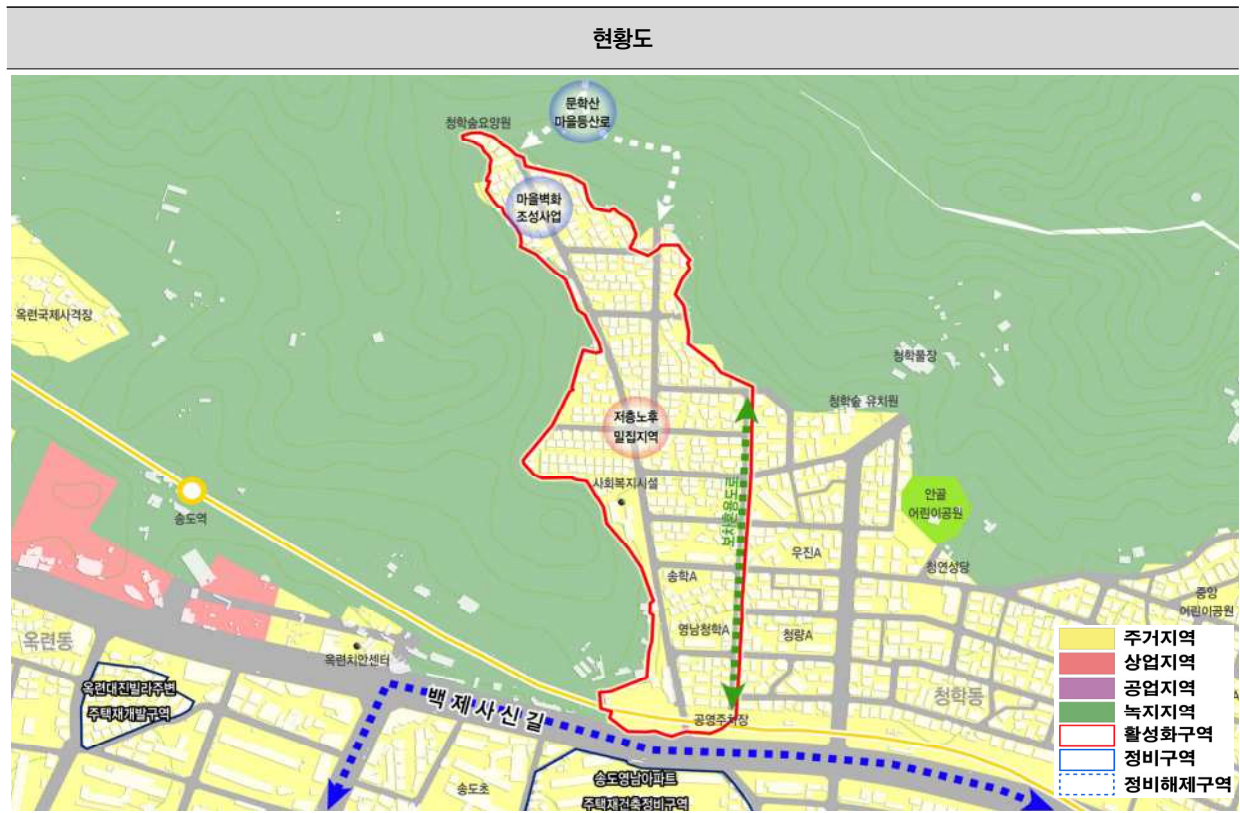 현황도
문학산
마을등산로
청학숲요양원
마을벽화
조성사업
옥련국제사격장
청학풀장
청학숲 유치원
저층노후
밀집지역
사회복지시설
보차혼용도로
안골
어린이공원
송도역
우진A
청연성당
송학A
중앙
어린이공원
영남청학A
청량A
옥련동
옥련치안센터
청학동
옥련대진빌라주변
주택재개발구역
백제사신길
공영주차장
송도초
송도영남아파트
주택재건축정비구역
주거지역
상업지역
공업지역
녹지지역
활성화구역
정비구역
정비해제구역